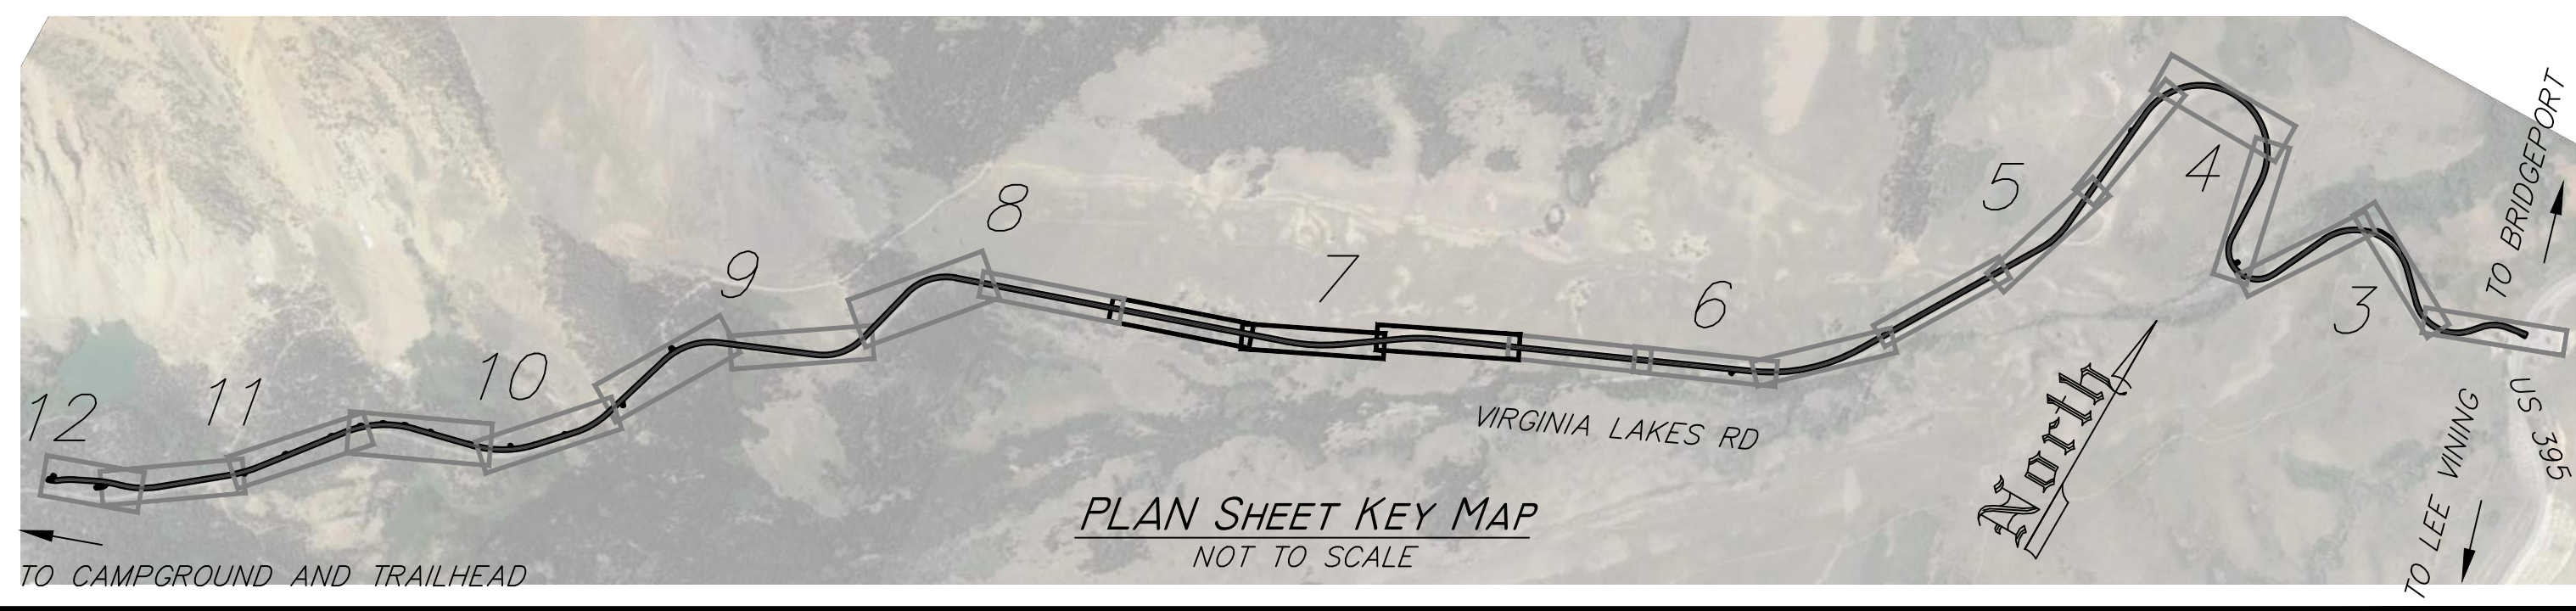 12
11
10
9
8
7
6
5
4
3
TO BRIDGEPORT
US 395
TO LEE VINING
VIRGINIA LAKES RD
North
PLAN SHEET KEY MAP
NOT TO SCALE
TO CAMPGROUND AND TRAILHEAD